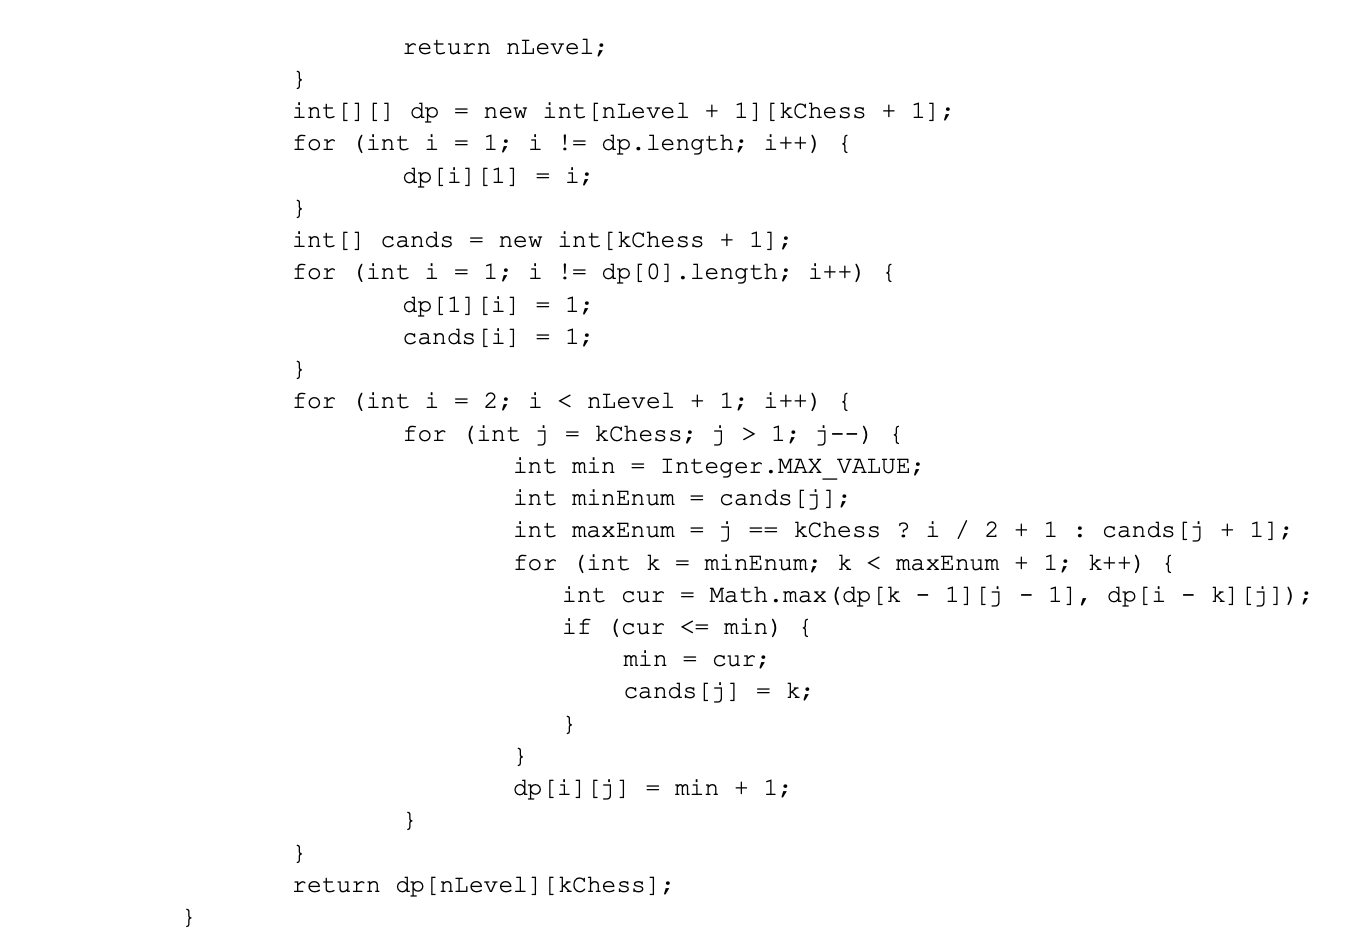 return nLevel;
}
int[][] dp = new int[nLevel + 1][kChess + 1];
for (int i = 1; i != dp.length; i++) {
dp[i][1] = i;
}
int[] cands = new int[kChess + 1];
for (int i = 1; i != dp[0].length; i++) {
dp[1][i] = 1;
cands[i] = 1;
}
for (int i = 2; i < nLevel + 1; i++) {
for (int j = kChess; j > 1; j--) {
int min = Integer.MAX_VALUE;
int minEnum = cands[j];
int maxEnum = j == kChess ? i / 2 + 1 : cands[j + 1];
for (int k = minEnum; k < maxEnum + 1; k++) {
int cur = Math.max(dp[k - 1][j - 1], dp[i - k][j]);
if (cur <= min) {
min = cur;
cands[j] = k;
}
}
dp[i][j] = min + 1;
}
}
return dp[nLevel][kChess];
}